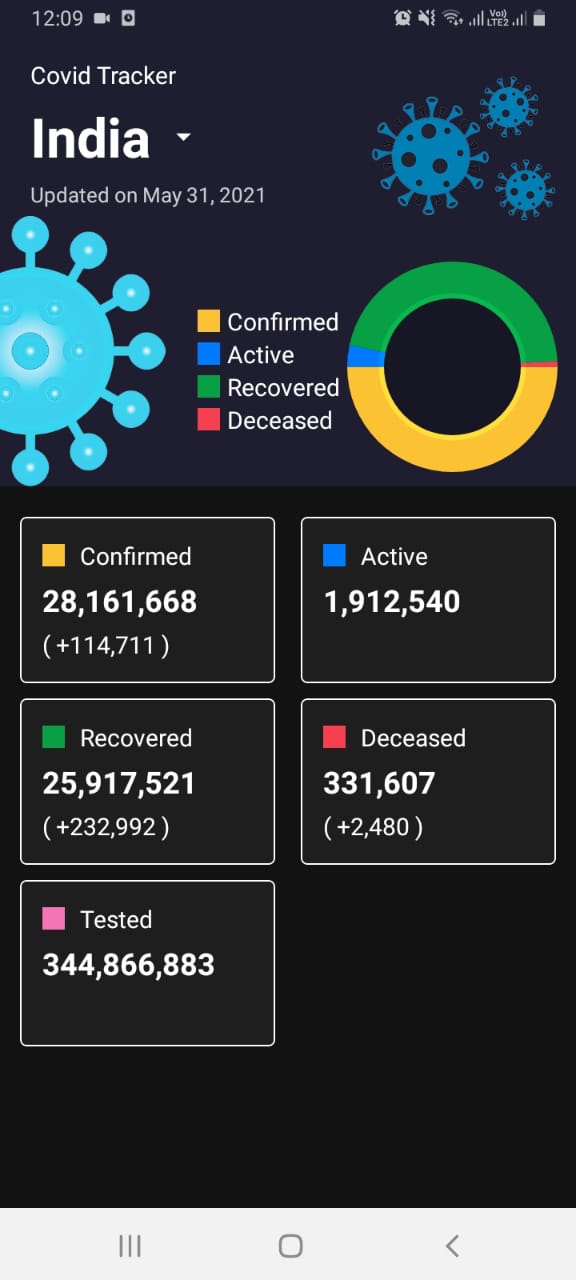 12:09
Vo))
LTE2
Covid Tracker
India
Updated on May 31, 2021
Confirmed
Active
Recovered
Deceased
Confirmed
28,161,668
( +114,711 )
Active
1,912,540
Recovered
25,917,521
( +232,992 )
Deceased
331,607
( +2,480 )
Tested
344,866,883